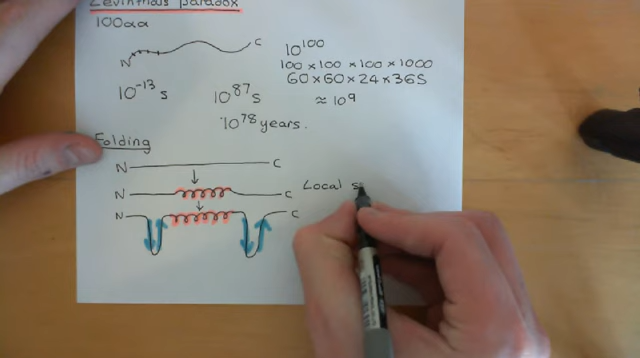 Levinthals paradox
100aa
N C
10^100
100 x 100 x 100 x 1000
60 x 60 x 24 x 365
10^-13 s 10^87 s ≈ 10^9
10^78 years.
Folding
N C
N C Local s
N C